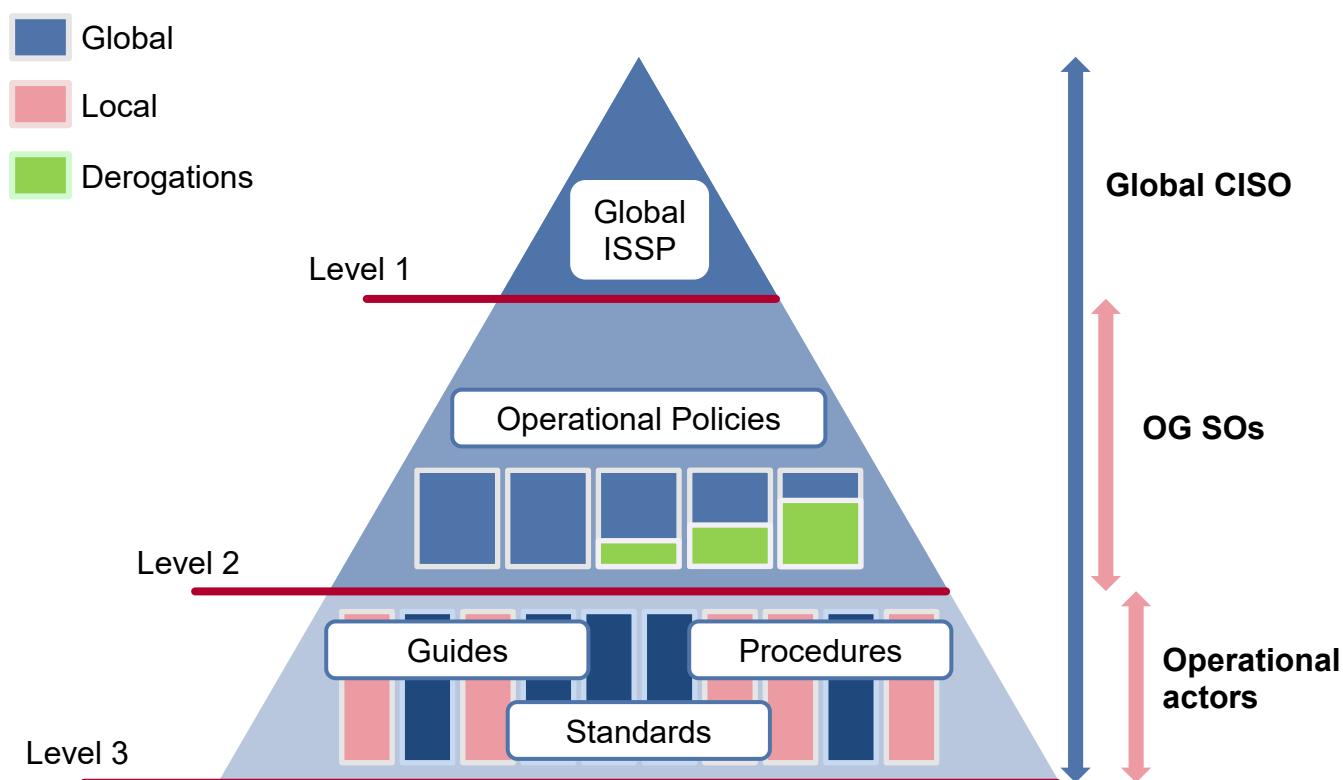 Global
Local
Derogations
Global
ISSP
Global CISO
Level 1
Operational Policies
OG SOs
Level 2
Guides
Procedures
Operational
actors
Standards
Level 3